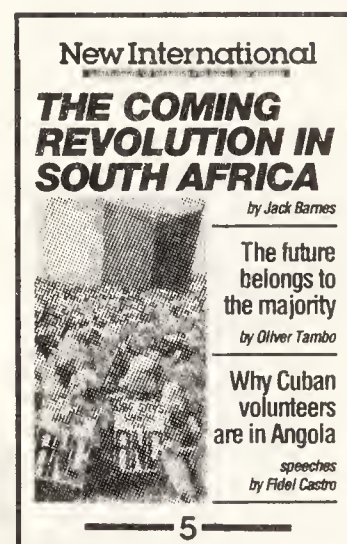 New International
THE COMING
REVOLUTION IN
SOUTH AFRICA
by Jack Barnes
The future
belongs to
the majority
by Oliver Tambo
Why Cuban
volunteers
are in Angola
speeches
by Fidel Castro
5